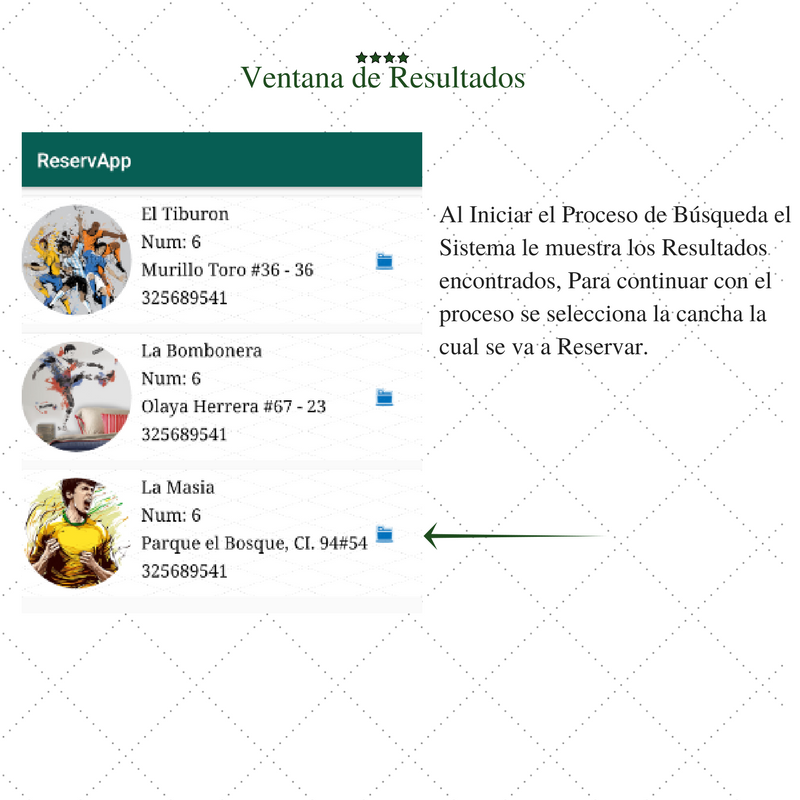 Ventana de Resultados
ReservApp
El Tiburon
Num: 6
Murillo Toro #36 - 36
325689541
La Bombonera
Num: 6
Olaya Herrera #67 - 23
325689541
La Masia
Num: 6
Parque el Bosque, CI. 94#54
325689541
Al Iniciar el Proceso de Búsqueda el
Sistema le muestra los Resultados
encontrados, Para continuar con el
proceso se selecciona la cancha la
cual se va a Reservar.